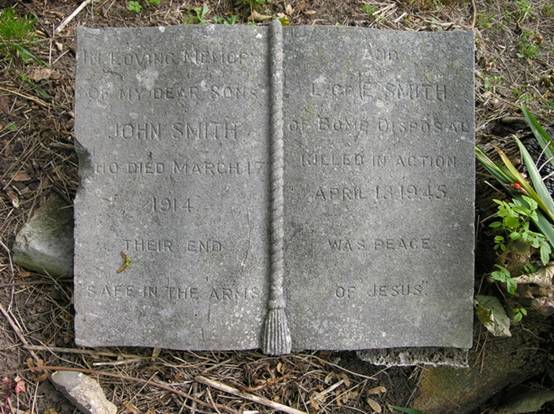 IN LOVING MEMORY
OF MY DEAR SONS
JOHN SMITH
WHO DIED MARCH 17
1914.
THEIR END
SAFE IN THE ARMS
AND
L.CPL E. SMITH
OF BOMB DISPOSAL
KILLED IN ACTION
APRIL 13.1945.
WAS PEACE.
OF JESUS.